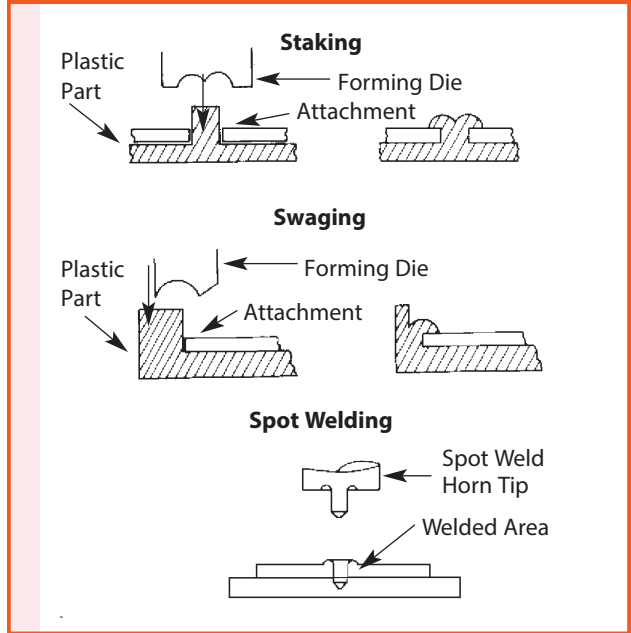 Staking
Plastic
Part
Forming Die
Attachment
Swaging
Plastic
Part
Forming Die
Attachment
Spot Welding
Spot Weld
Horn Tip
Welded Area
.